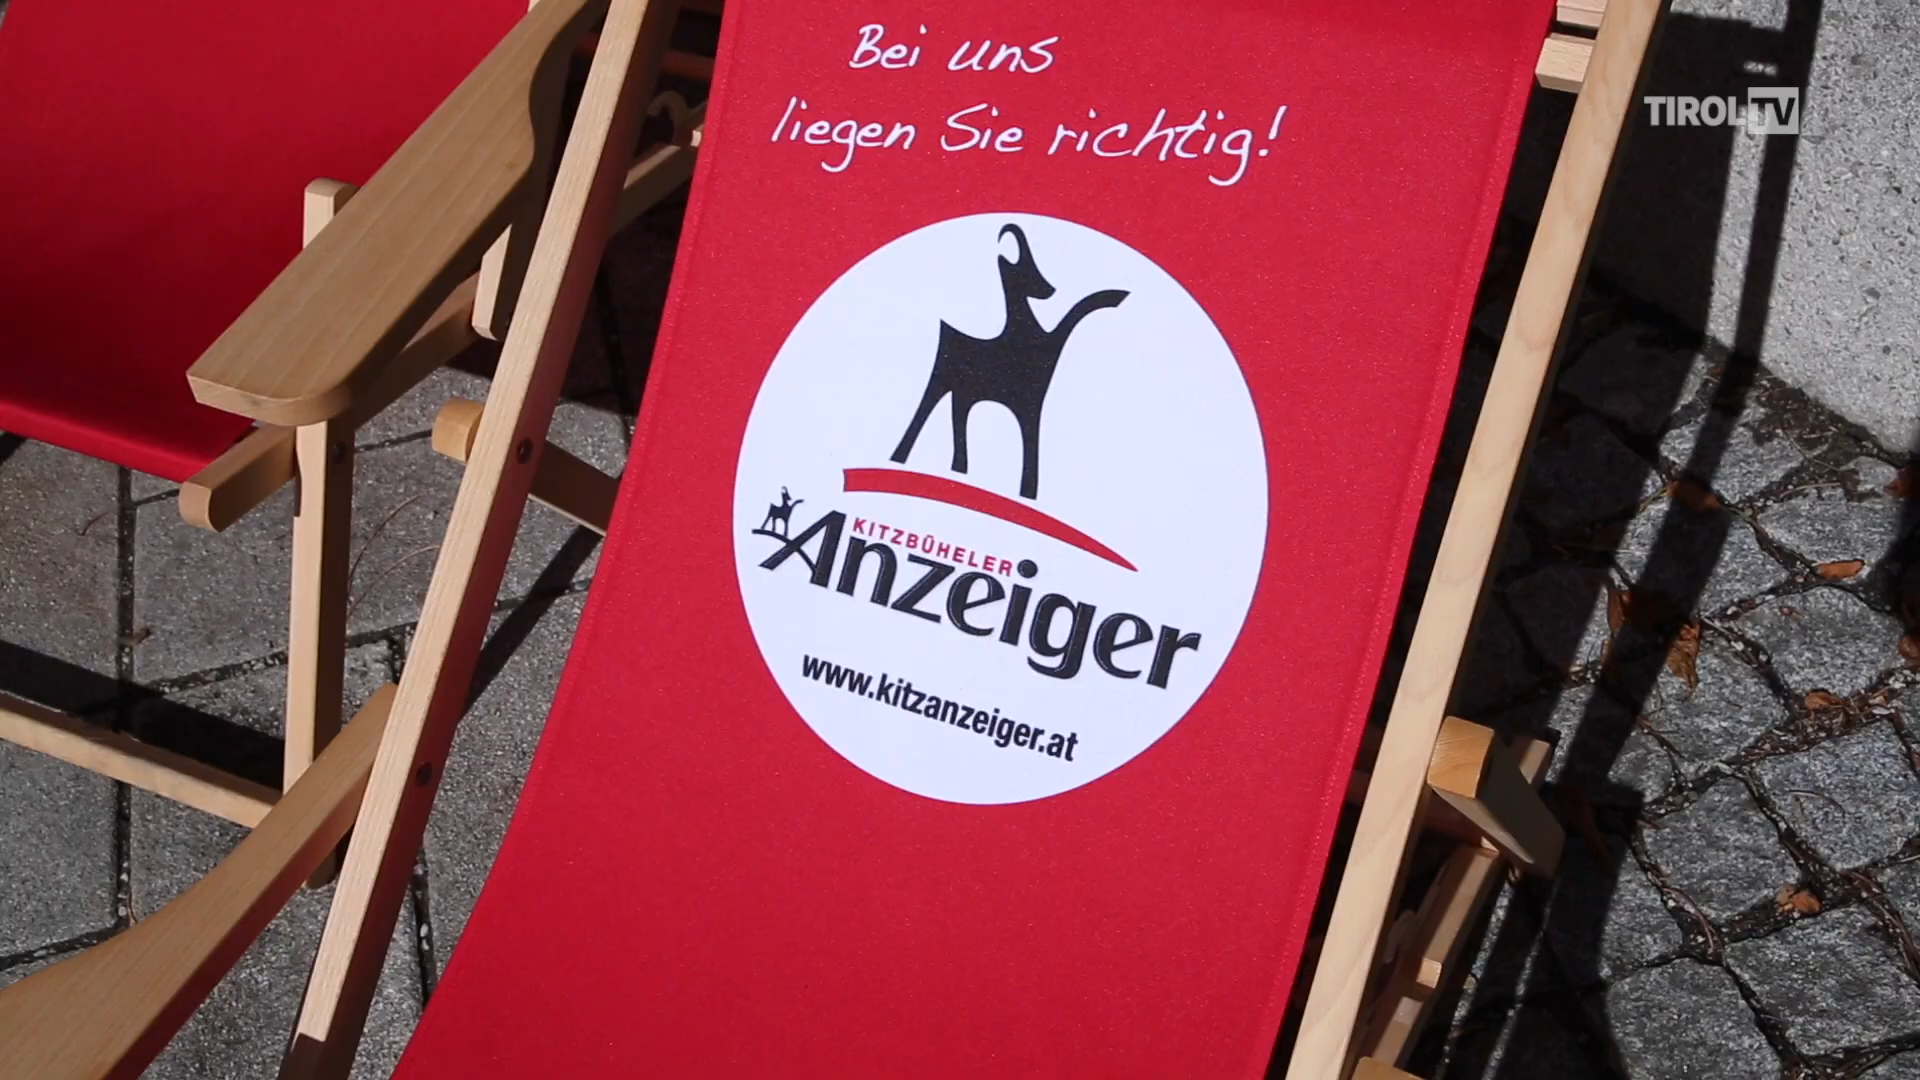 Bei uns
liegen Sie richtig!
TIROL TV
KITZBÜHELER
Anzeiger
www.kitzanzeiger.at